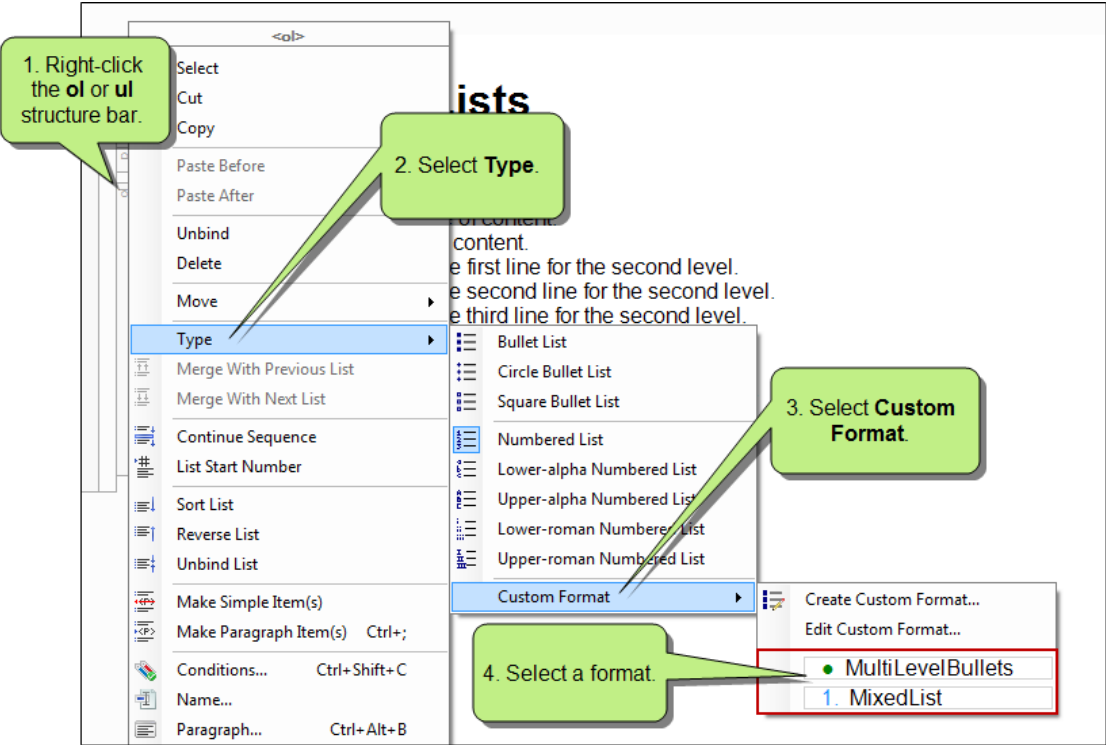 <ol>
1. Right-click
the ol or ul
structure bar.
Select
Cut
Copy
Paste Before
Paste After
Unbind
Delete
Move
Type
Merge With Previous List
Merge With Next List
Continue Sequence
List Start Number
Sort List
Reverse List
Unbind List
Make Simple Item(s)
Make Paragraph Item(s) Ctrl+;
Conditions... Ctrl+Shift+C
Name...
Paragraph... Ctrl+Alt+B
ists
2. Select Type.
of content.
content.
e first line for the second level.
e second line for the second level.
e third line for the second level.
Bullet List
Circle Bullet List
Square Bullet List
Numbered List
Lower-alpha Numbered List
Upper-alpha Numbered List
Lower-roman Numbered List
Upper-roman Numbered List
Custom Format
3. Select Custom
Format.
Create Custom Format...
Edit Custom Format...
• MultiLevelBullets
1. MixedList
4. Select a format.